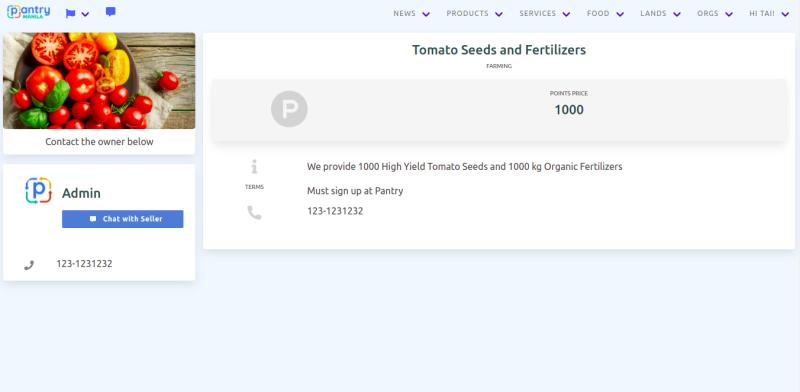 Pantry
MANILA
NEWS PRODUCTS SERVICES FOOD LANDS ORGS HI TAI!
Contact the owner below
Admin
Chat with Seller
123-1231232
Tomato Seeds and Fertilizers
FARMING
P
POINTS PRICE
1000
We provide 1000 High Yield Tomato Seeds and 1000 kg Organic Fertilizers
TERMS
Must sign up at Pantry
123-1231232